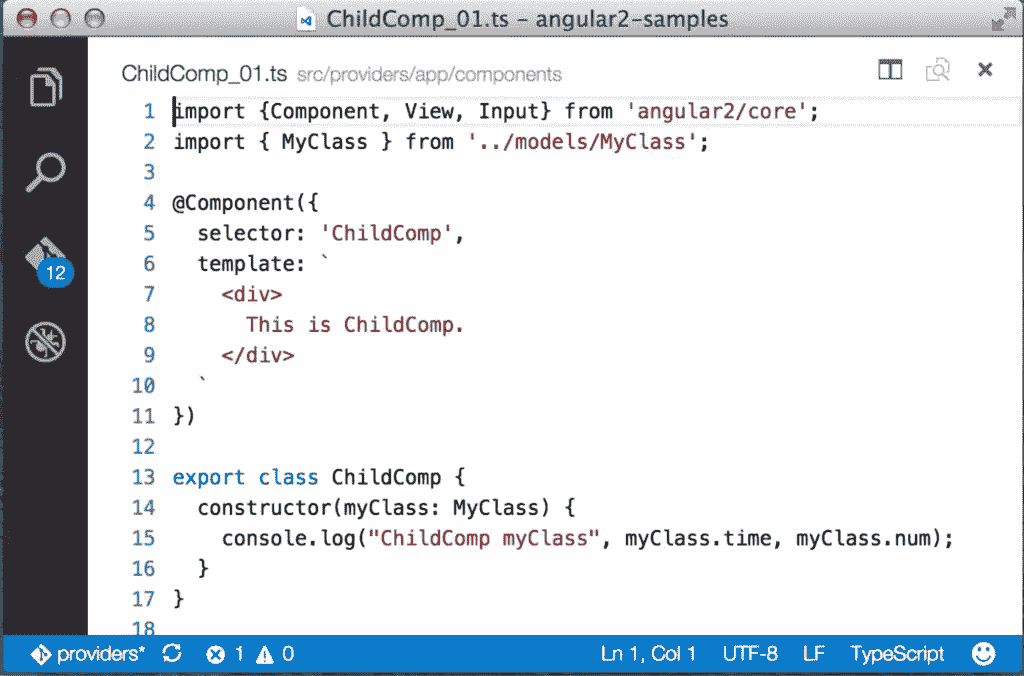 ChildComp_01.ts - angular2-samples
ChildComp_01.ts src/providers/app/components
1 import {Component, View, Input} from 'angular2/core';
2 import { MyClass } from '../models/MyClass';
3
4 @Component({
5   selector: 'ChildComp',
6   template: `
7     <div>
8       This is ChildComp.
9     </div>
10   `
11 })
12
13 export class ChildComp {
14   constructor(myClass: MyClass) {
15     console.log("ChildComp myClass", myClass.time, myClass.num);
16   }
17 }
18
12
providers* 1 0 Ln 1, Col 1 UTF-8 LF TypeScript